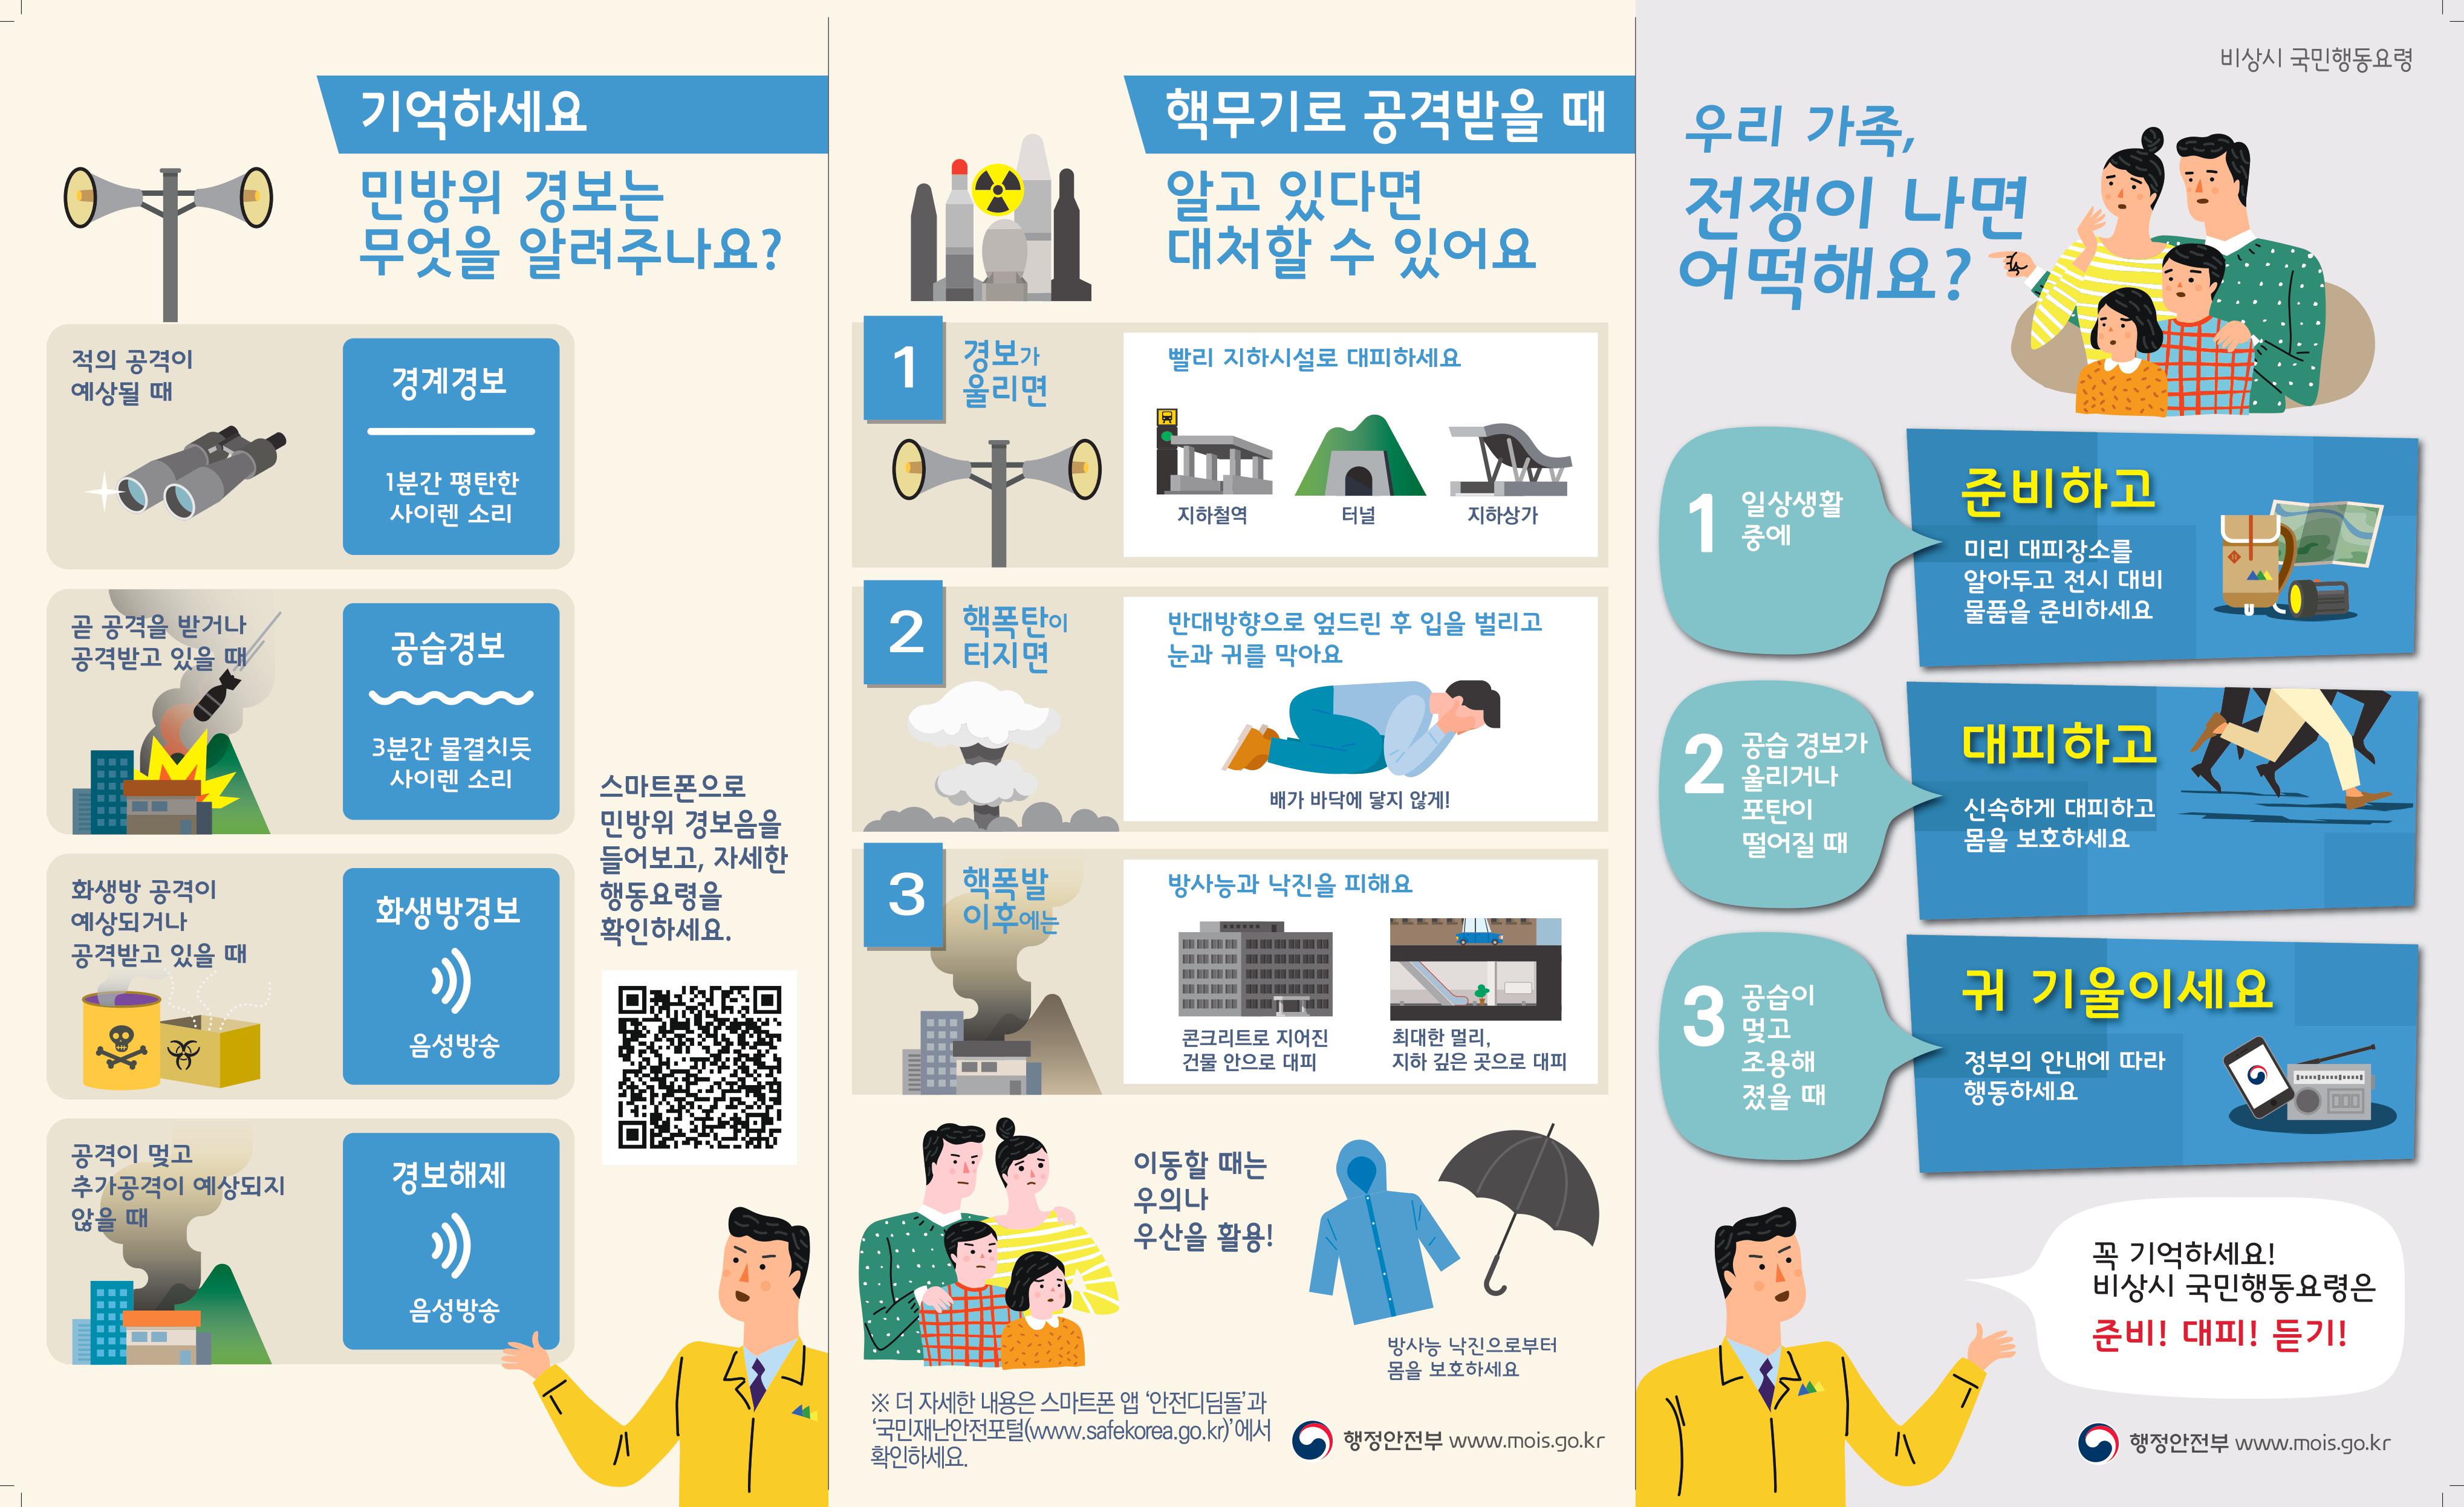 기억하세요
민방위 경보는
무엇을 알려주나요?
적의 공격이
예상될 때
경계경보
1분간 평탄한
사이렌 소리
곧 공격을 받거나
공격받고 있을 때
공습경보
3분간 물결치듯
사이렌 소리
화생방 공격이
예상되거나
공격받고 있을 때
화생방경보
음성방송
공격이 멎고
추가공격이 예상되지
않을 때
경보해제
음성방송
스마트폰으로
민방위 경보음을
들어보고, 자세한
행동요령을
확인하세요.
핵무기로 공격받을 때
알고 있다면
대처할 수 있어요
1
경보가
울리면
빨리 지하시설로 대피하세요
지하철역
터널
지하상가
2
핵폭탄이
터지면
반대방향으로 엎드린 후 입을 벌리고
눈과 귀를 막아요
배가 바닥에 닿지 않게!
3
핵폭발
이후에는
방사능과 낙진을 피해요
콘크리트로 지어진
건물 안으로 대피
최대한 멀리,
지하 깊은 곳으로 대피
이동할 때는
우의나
우산을 활용!
방사능 낙진으로부터
몸을 보호하세요
※ 더 자세한 내용은 스마트폰 앱 ‘안전디딤돌’과
‘국민재난안전포털(www.safekorea.go.kr)’에서
확인하세요.
행정안전부 www.mois.go.kr
비상시 국민행동요령
우리 가족,
전쟁이 나면
어떡해요?
1
일상생활
중에
준비하고
미리 대피장소를
알아두고 전시 대비
물품을 준비하세요
2
공습 경보가
울리거나
포탄이
떨어질 때
대피하고
신속하게 대피하고
몸을 보호하세요
3
공습이
멎고
조용해
졌을 때
귀 기울이세요
정부의 안내에 따라
행동하세요
꼭 기억하세요!
비상시 국민행동요령은
준비! 대피! 듣기!
행정안전부 www.mois.go.kr